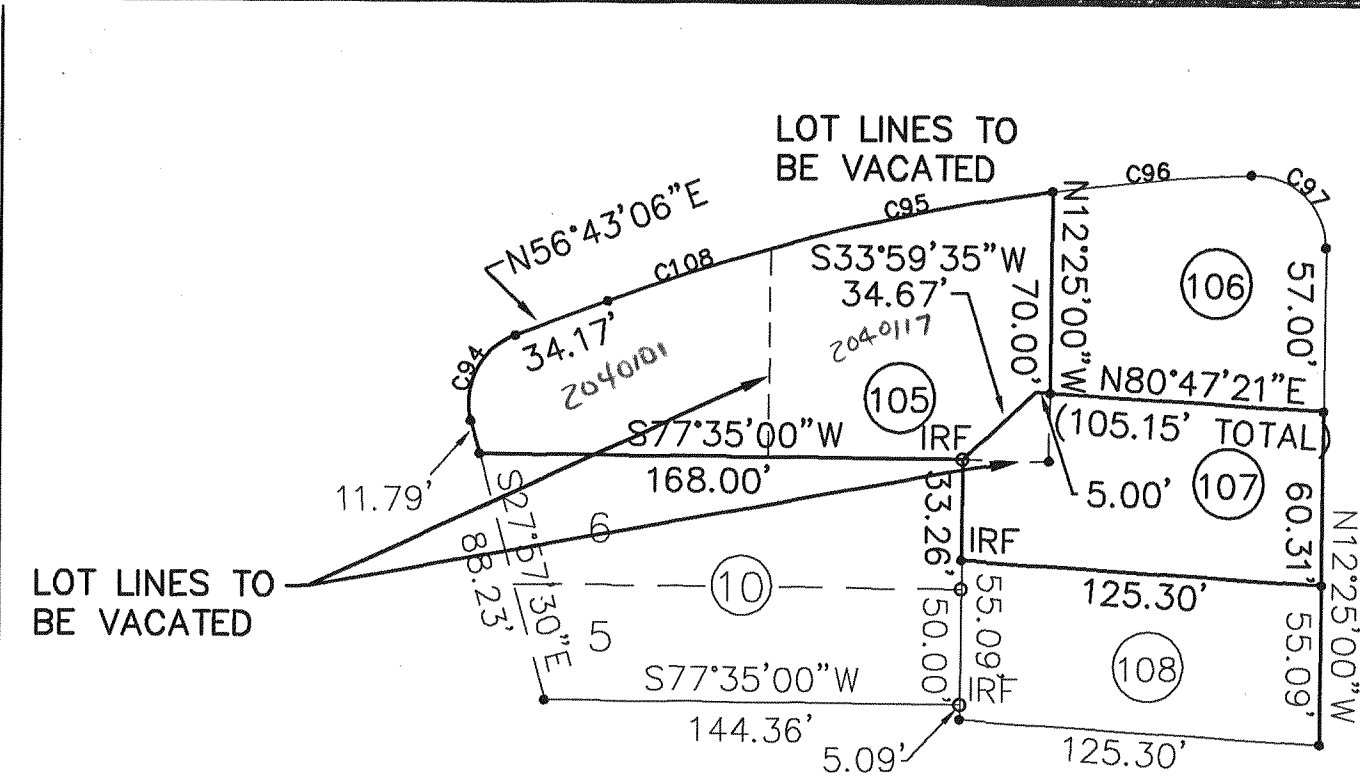 LOT LINES TO
BE VACATED
C96
C97
C95
N12°25'00"W
N56°43'06"E
C108
S33°59'35"W
34.67'
70.00'
106
57.00'
34.17'
C94
2040101
2040117
105
N80°47'21"E
(105.15' TOTAL)
S77°35'00"W
IRF
168.00'
11.79'
5.00'
107
60.31'
33.26'
S27°57'30"E
88.23'
6
IRF
N12°25'00"W
LOT LINES TO
BE VACATED
10
125.30'
5
50.00'
55.09'
55.09'
108
S77°35'00"W
IRF
144.36'
5.09'
125.30'